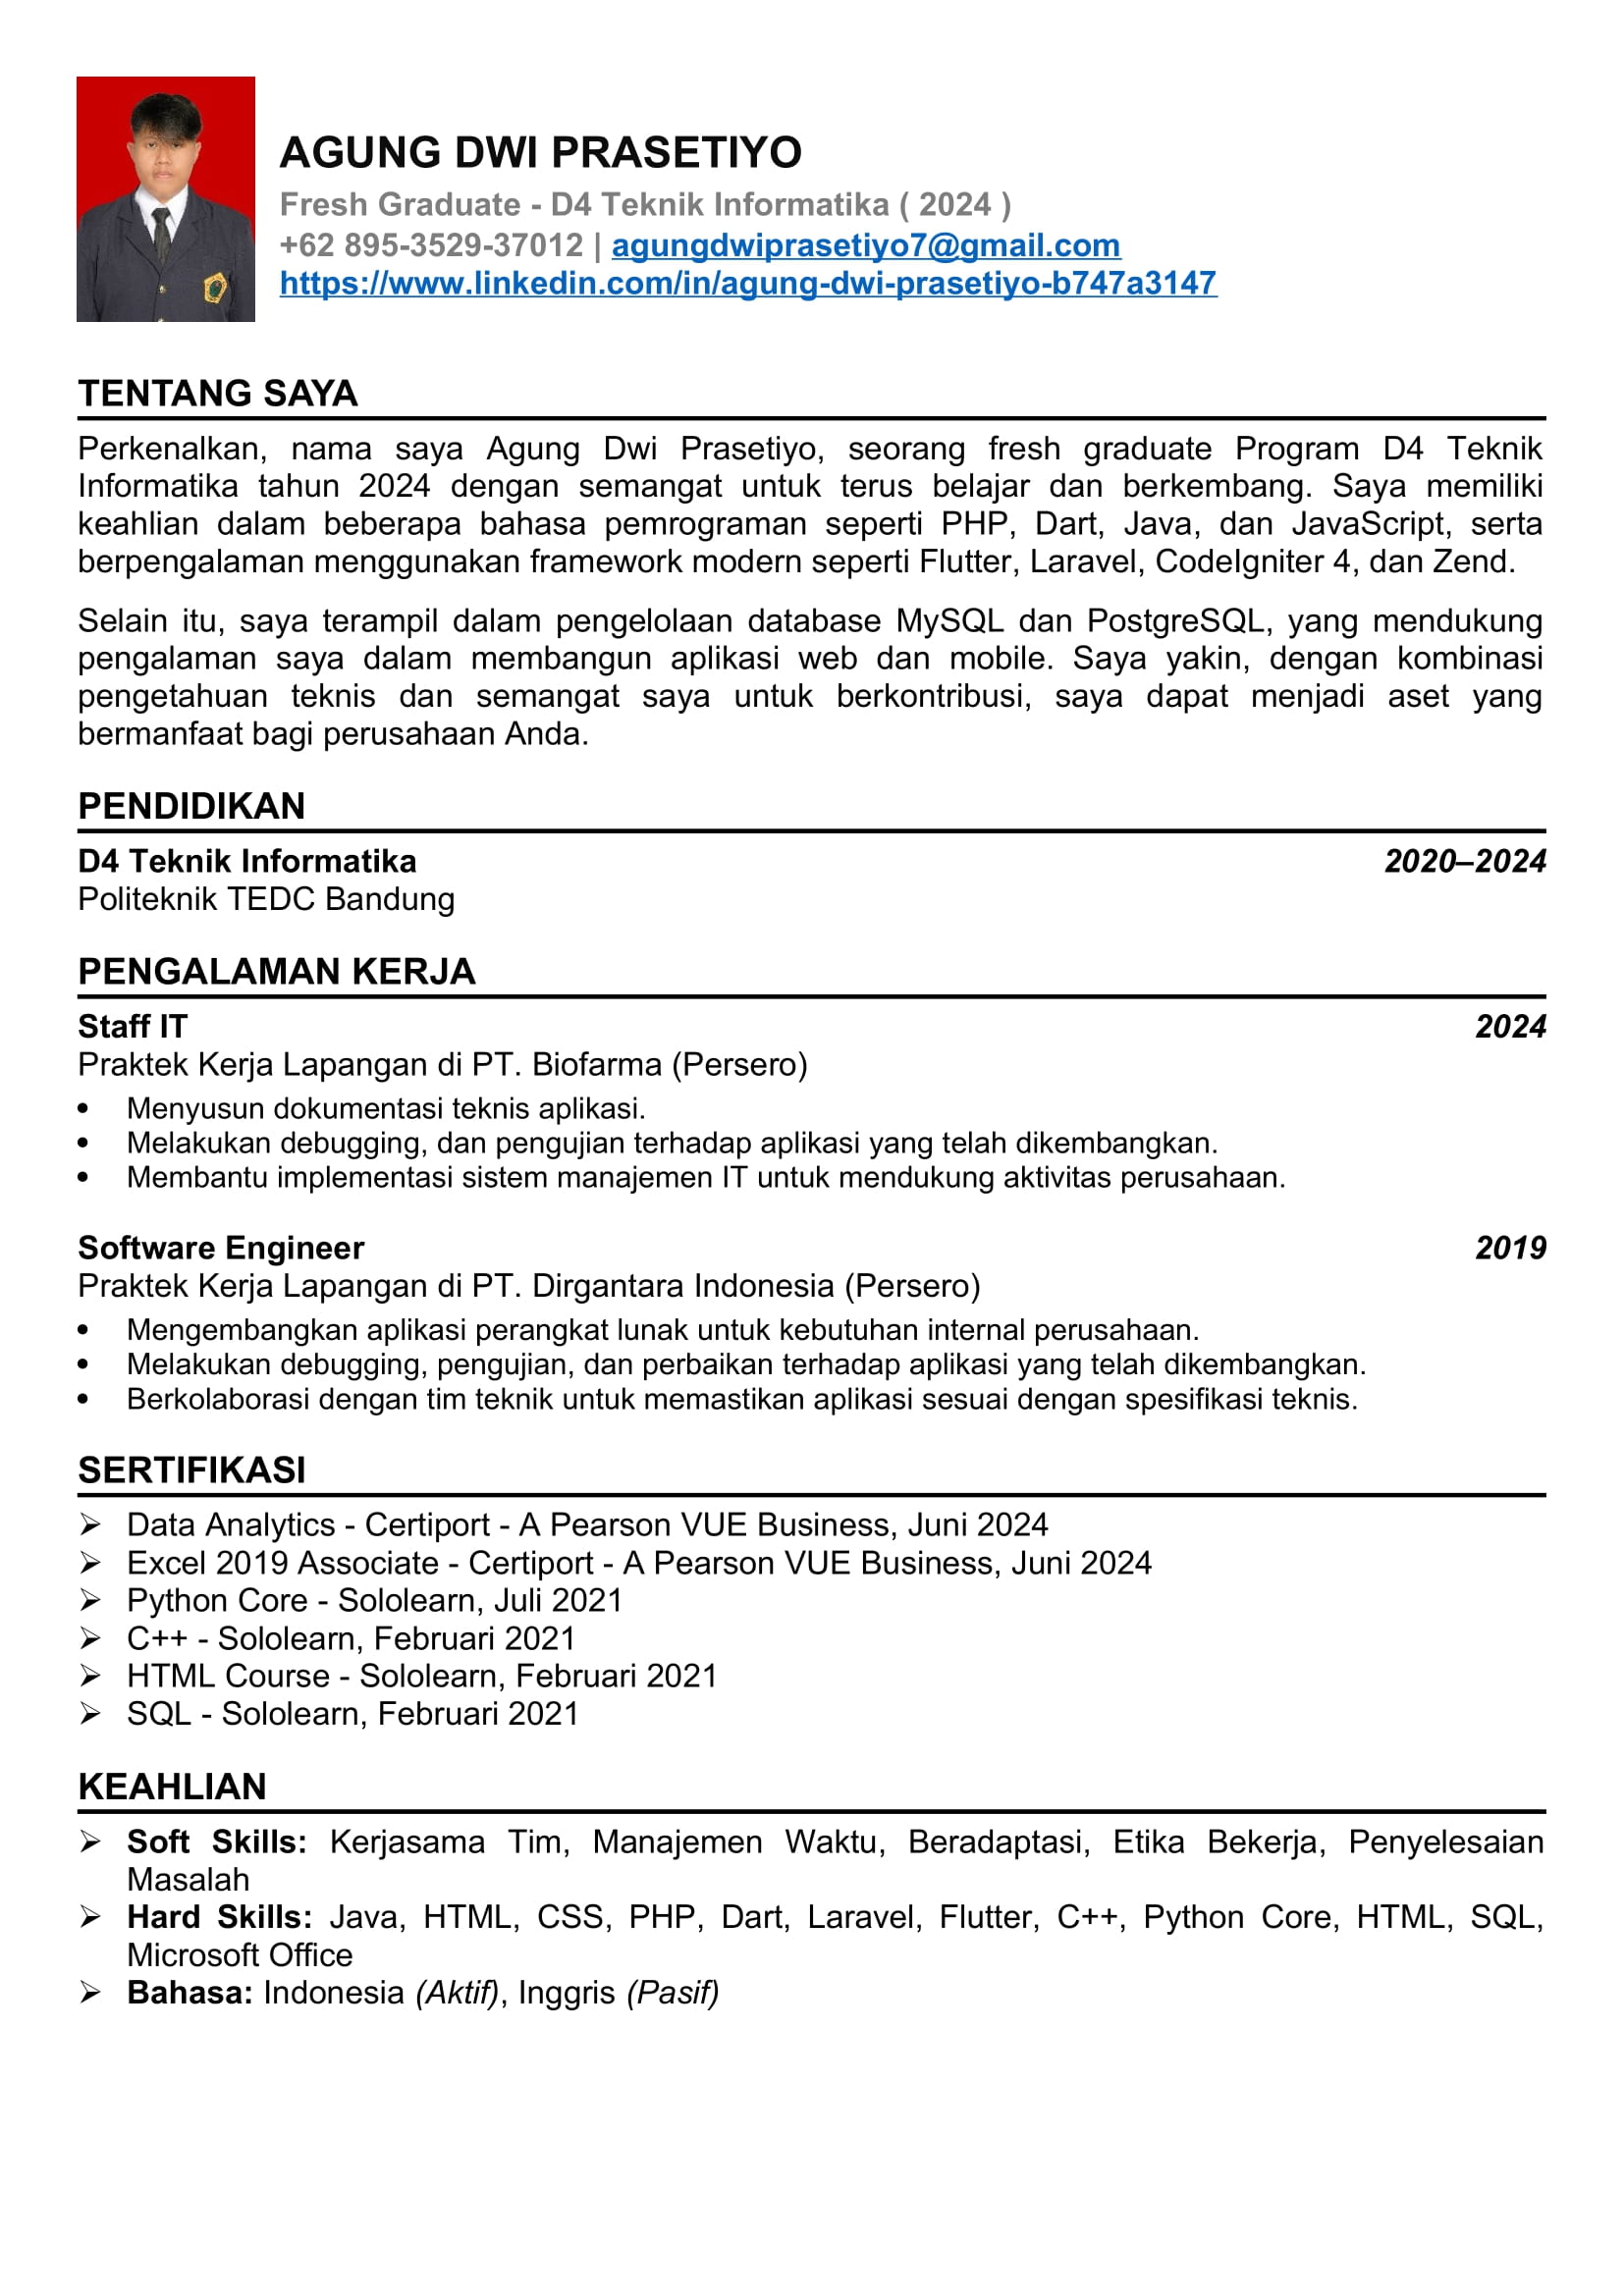 AGUNG DWI PRASETIYO
Fresh Graduate - D4 Teknik Informatika ( 2024 )
+62 895-3529-37012 | agungdwiprasetiyo7@gmail.com
https://www.linkedin.com/in/agung-dwi-prasetiyo-b747a3147
TENTANG SAYA
Perkenalkan, nama saya Agung Dwi Prasetiyo, seorang fresh graduate Program D4 Teknik
Informatika tahun 2024 dengan semangat untuk terus belajar dan berkembang. Saya memiliki
keahlian dalam beberapa bahasa pemrograman seperti PHP, Dart, Java, dan JavaScript, serta
berpengalaman menggunakan framework modern seperti Flutter, Laravel, CodeIgniter 4, dan Zend.
Selain itu, saya terampil dalam pengelolaan database MySQL dan PostgreSQL, yang mendukung
pengalaman saya dalam membangun aplikasi web dan mobile. Saya yakin, dengan kombinasi
pengetahuan teknis dan semangat saya untuk berkontribusi, saya dapat menjadi aset yang
bermanfaat bagi perusahaan Anda.
PENDIDIKAN
D4 Teknik Informatika 2020–2024
Politeknik TEDC Bandung
PENGALAMAN KERJA
Staff IT 2024
Praktek Kerja Lapangan di PT. Biofarma (Persero)
• Menyusun dokumentasi teknis aplikasi.
• Melakukan debugging, dan pengujian terhadap aplikasi yang telah dikembangkan.
• Membantu implementasi sistem manajemen IT untuk mendukung aktivitas perusahaan.
Software Engineer 2019
Praktek Kerja Lapangan di PT. Dirgantara Indonesia (Persero)
• Mengembangkan aplikasi perangkat lunak untuk kebutuhan internal perusahaan.
• Melakukan debugging, pengujian, dan perbaikan terhadap aplikasi yang telah dikembangkan.
• Berkolaborasi dengan tim teknik untuk memastikan aplikasi sesuai dengan spesifikasi teknis.
SERTIFIKASI
➢ Data Analytics - Certiport - A Pearson VUE Business, Juni 2024
➢ Excel 2019 Associate - Certiport - A Pearson VUE Business, Juni 2024
➢ Python Core - Sololearn, Juli 2021
➢ C++ - Sololearn, Februari 2021
➢ HTML Course - Sololearn, Februari 2021
➢ SQL - Sololearn, Februari 2021
KEAHLIAN
➢ Soft Skills: Kerjasama Tim, Manajemen Waktu, Beradaptasi, Etika Bekerja, Penyelesaian
Masalah
➢ Hard Skills: Java, HTML, CSS, PHP, Dart, Laravel, Flutter, C++, Python Core, HTML, SQL,
Microsoft Office
➢ Bahasa: Indonesia (Aktif), Inggris (Pasif)